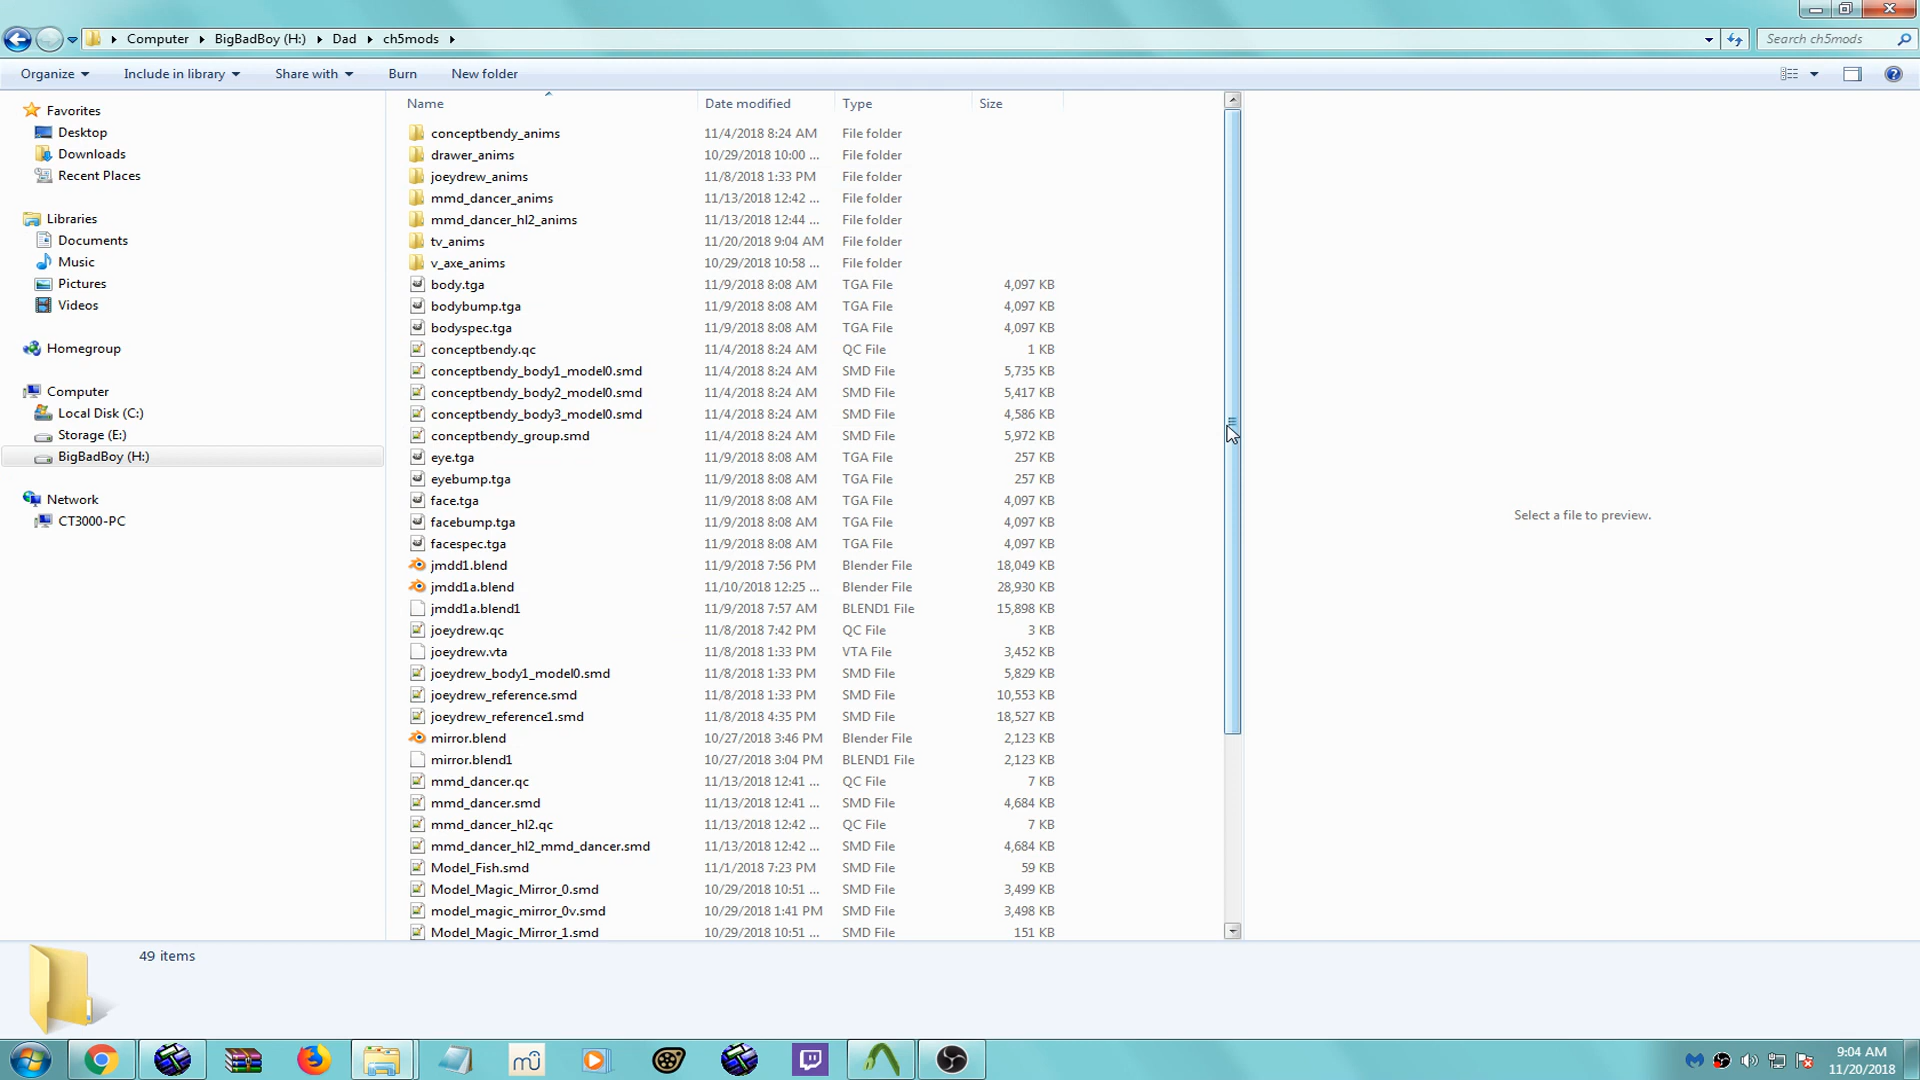 Computer BigBadBoy (H:) Dad ch5mods
Search ch5mods
Organize Include in library Share with Burn New folder
Name Date modified Type Size
Favorites
Desktop
Downloads
Recent Places
Libraries
Documents
Music
Pictures
Videos
Homegroup
Computer
Local Disk (C:)
Storage (E:)
BigBadBoy (H:)
Network
CT3000-PC
conceptbendy_anims 11/4/2018 8:24 AM File folder
drawer_anims 10/29/2018 10:00 ... File folder
joeydrew_anims 11/8/2018 1:33 PM File folder
mmd_dancer_anims 11/13/2018 12:42 ... File folder
mmd_dancer_hl2_anims 11/13/2018 12:44 ... File folder
tv_anims 11/20/2018 9:04 AM File folder
v_axe_anims 10/29/2018 10:58 ... File folder
body.tga 11/9/2018 8:08 AM TGA File 4,097 KB
bodybump.tga 11/9/2018 8:08 AM TGA File 4,097 KB
bodyspec.tga 11/9/2018 8:08 AM TGA File 4,097 KB
conceptbendy.qc 11/4/2018 8:24 AM QC File 1 KB
conceptbendy_body1_model0.smd 11/4/2018 8:24 AM SMD File 5,735 KB
conceptbendy_body2_model0.smd 11/4/2018 8:24 AM SMD File 5,417 KB
conceptbendy_body3_model0.smd 11/4/2018 8:24 AM SMD File 4,586 KB
conceptbendy_group.smd 11/4/2018 8:24 AM SMD File 5,972 KB
eye.tga 11/9/2018 8:08 AM TGA File 257 KB
eyebump.tga 11/9/2018 8:08 AM TGA File 257 KB
face.tga 11/9/2018 8:08 AM TGA File 4,097 KB
facebump.tga 11/9/2018 8:08 AM TGA File 4,097 KB
facespec.tga 11/9/2018 8:08 AM TGA File 4,097 KB
jmdd1.blend 11/9/2018 7:56 PM Blender File 18,049 KB
jmdd1a.blend 11/10/2018 12:25 ... Blender File 28,930 KB
jmdd1a.blend1 11/9/2018 7:57 AM BLEND1 File 15,898 KB
joeydrew.qc 11/8/2018 7:42 PM QC File 3 KB
joeydrew.vta 11/8/2018 1:33 PM VTA File 3,452 KB
joeydrew_body1_model0.smd 11/8/2018 1:33 PM SMD File 5,829 KB
joeydrew_reference.smd 11/8/2018 1:33 PM SMD File 10,553 KB
joeydrew_reference1.smd 11/8/2018 4:35 PM SMD File 18,527 KB
mirror.blend 10/27/2018 3:46 PM Blender File 2,123 KB
mirror.blend1 10/27/2018 3:04 PM BLEND1 File 2,123 KB
mmd_dancer.qc 11/13/2018 12:41 ... QC File 7 KB
mmd_dancer.smd 11/13/2018 12:41 ... SMD File 4,684 KB
mmd_dancer_hl2.qc 11/13/2018 12:42 ... QC File 7 KB
mmd_dancer_hl2_mmd_dancer.smd 11/13/2018 12:42 ... SMD File 4,684 KB
Model_Fish.smd 11/1/2018 7:23 PM SMD File 59 KB
Model_Magic_Mirror_0.smd 10/29/2018 10:51 ... SMD File 3,499 KB
model_magic_mirror_0v.smd 10/29/2018 1:41 PM SMD File 3,498 KB
Model_Magic_Mirror_1.smd 10/29/2018 10:51 ... SMD File 151 KB
Select a file to preview.
49 items
9:04 AM
11/20/2018